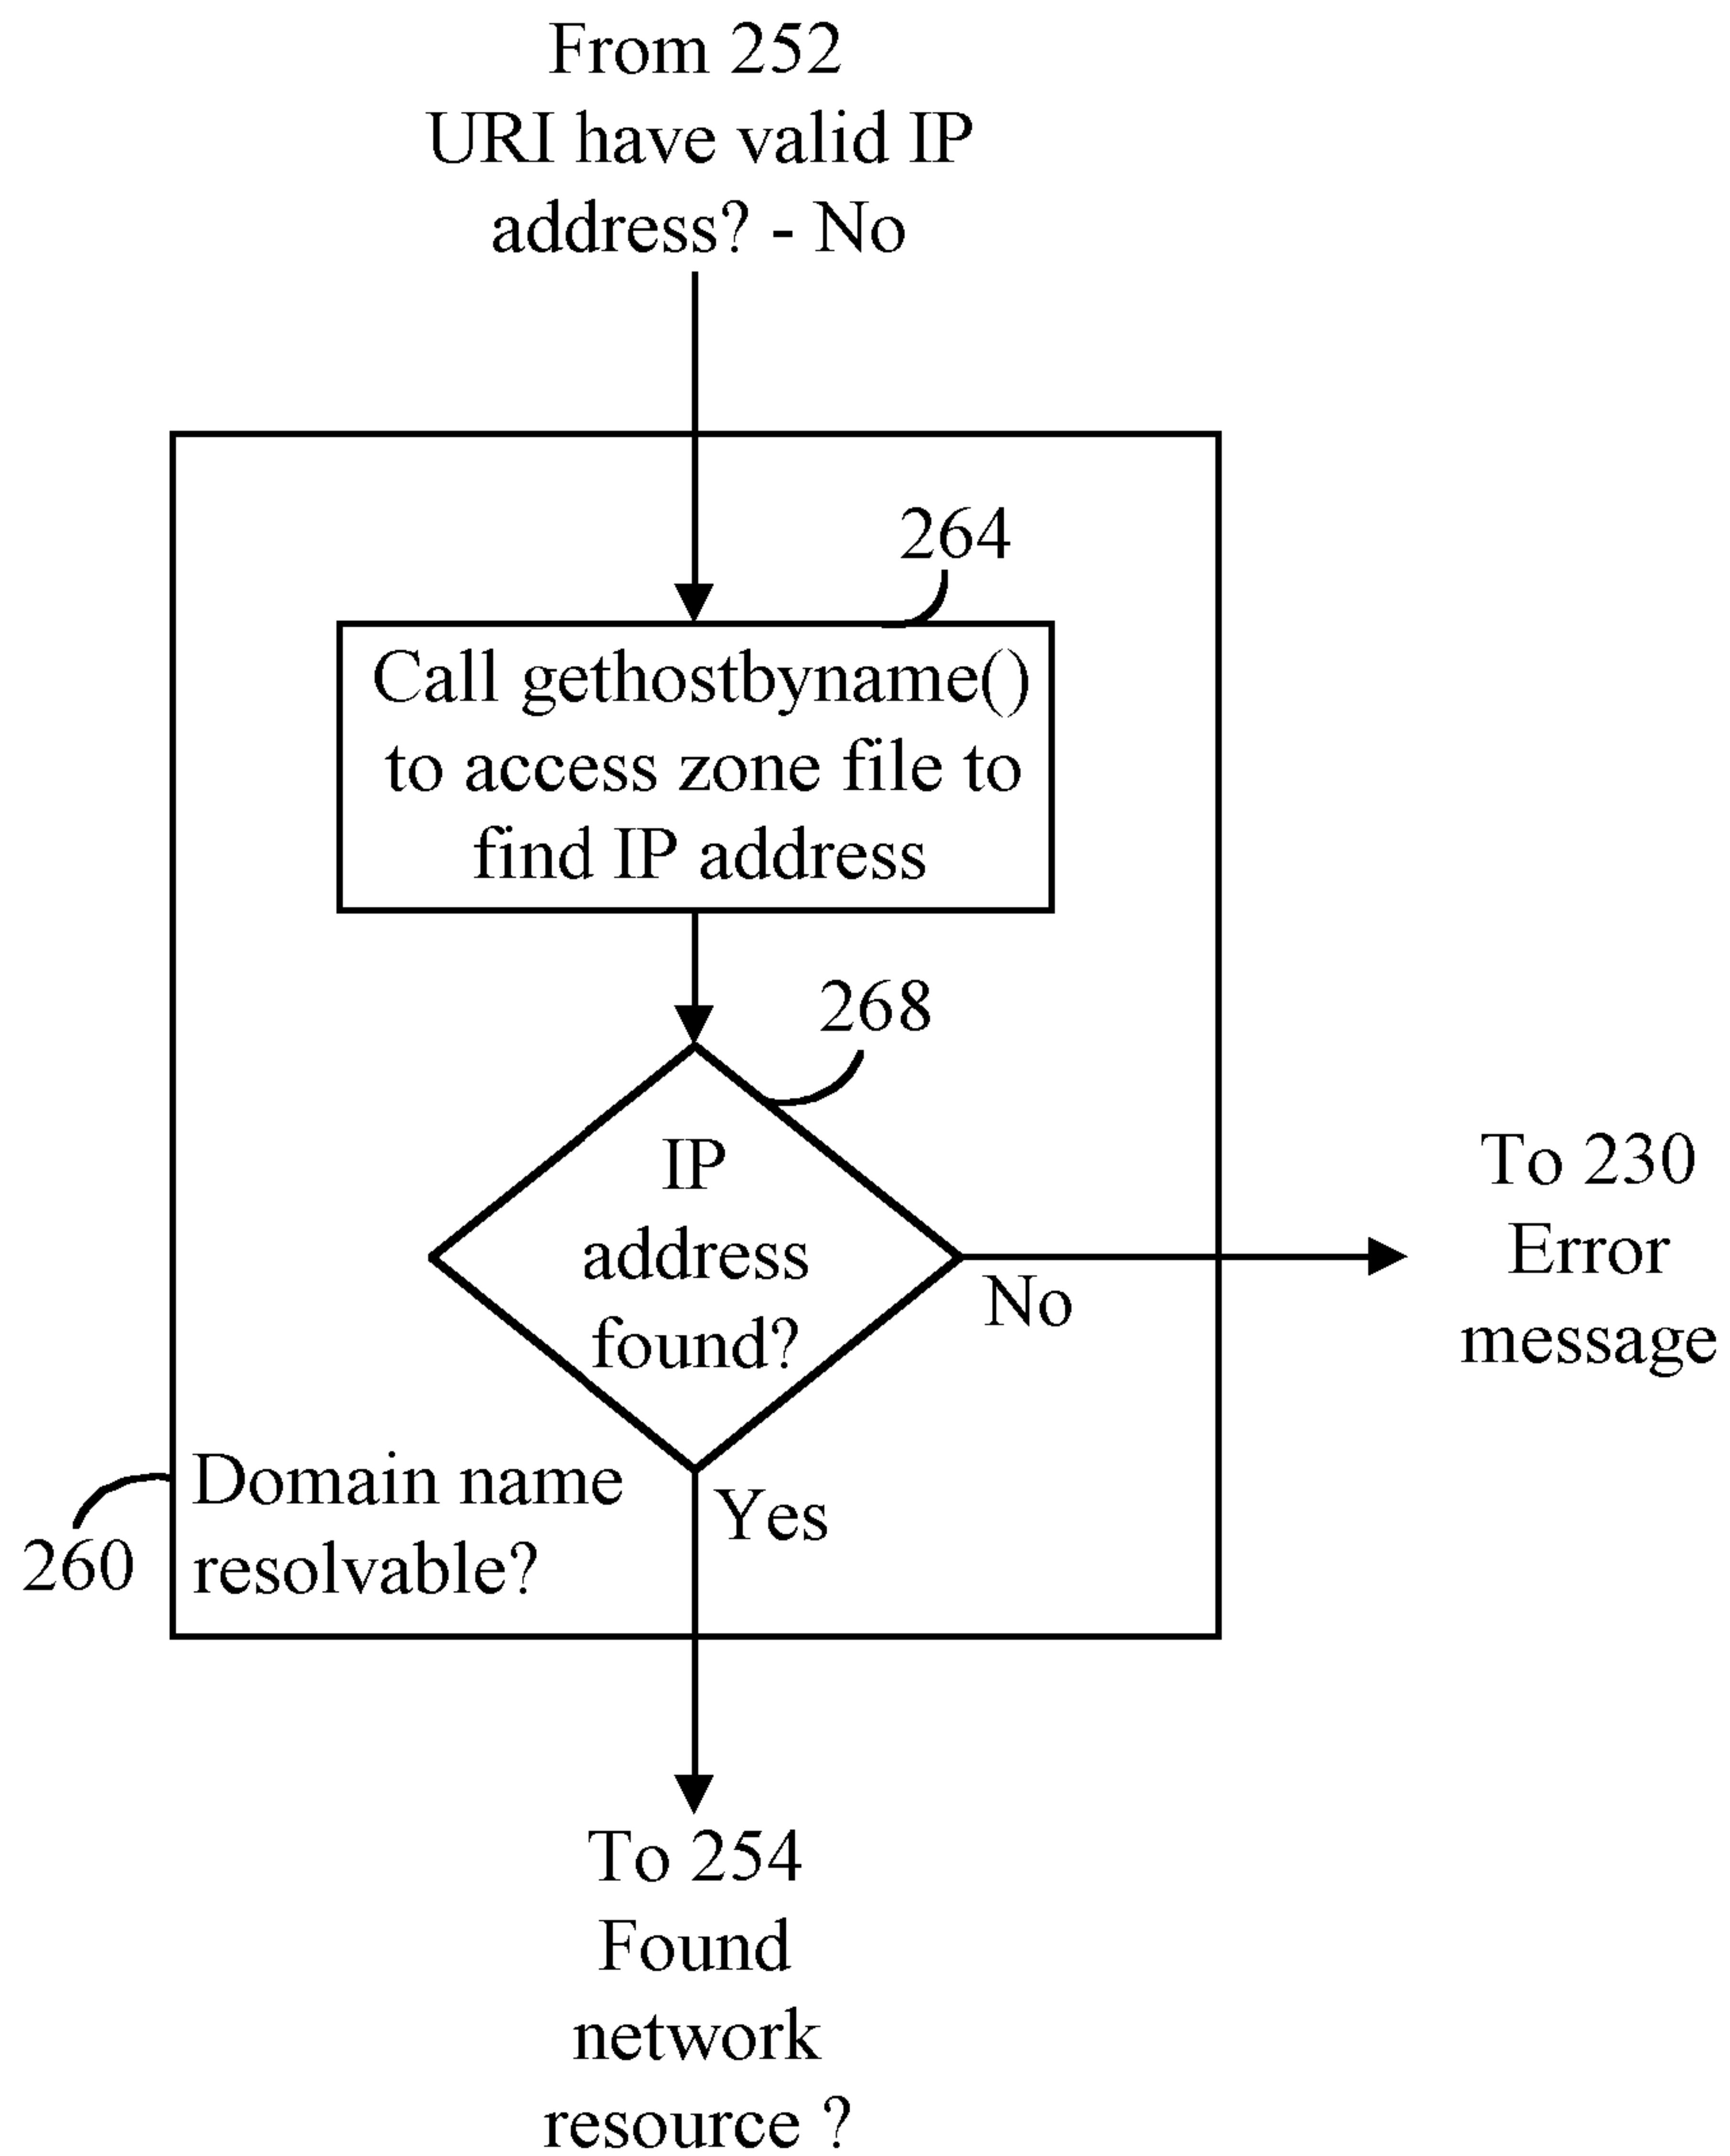 From 252
URI have valid IP
address? - No
264
Call gethostbyname()
to access zone file to
find IP address
268
IP
address
found?
No
To 230
Error
message
Yes
Domain name
resolvable?
260
To 254
Found
network
resource ?